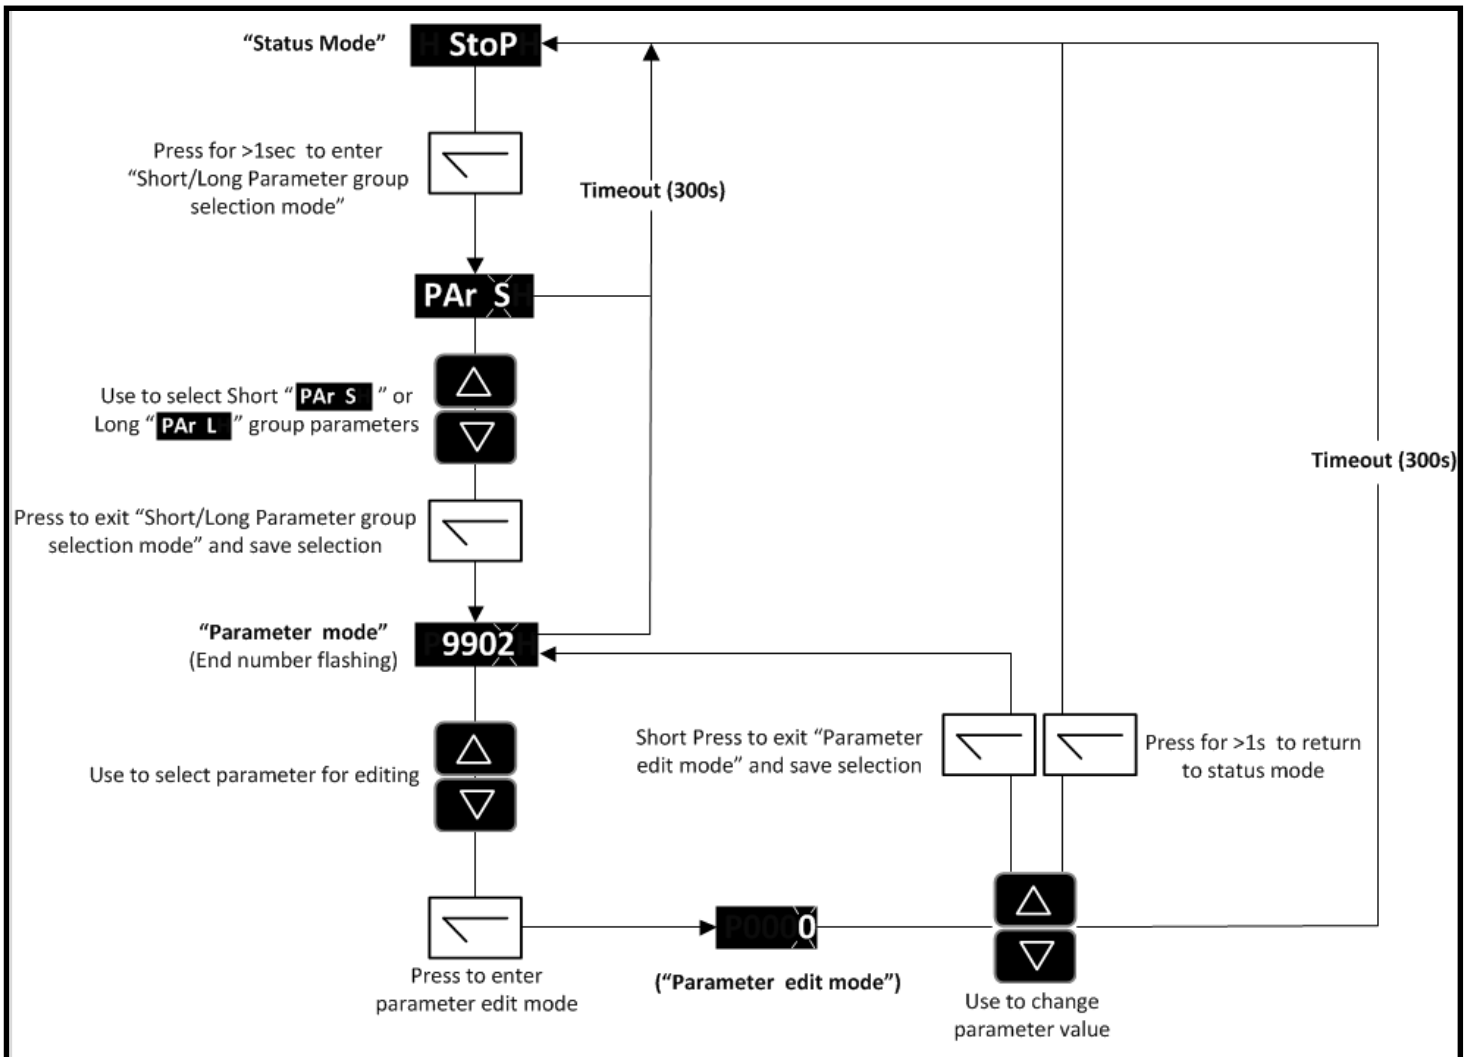 “Status Mode”
StoP
Press for >1sec to enter
“Short/Long Parameter group
selection mode”
Timeout (300s)
PAr S
Use to select Short “PAr S” or
Long “PAr L” group parameters
Timeout (300s)
Press to exit “Short/Long Parameter group
selection mode” and save selection
“Parameter mode”
(End number flashing)
9902
Use to select parameter for editing
Short Press to exit “Parameter
edit mode” and save selection
Press for >1s to return
to status mode
Press to enter
parameter edit mode
P0000
(“Parameter edit mode”)
Use to change
parameter value